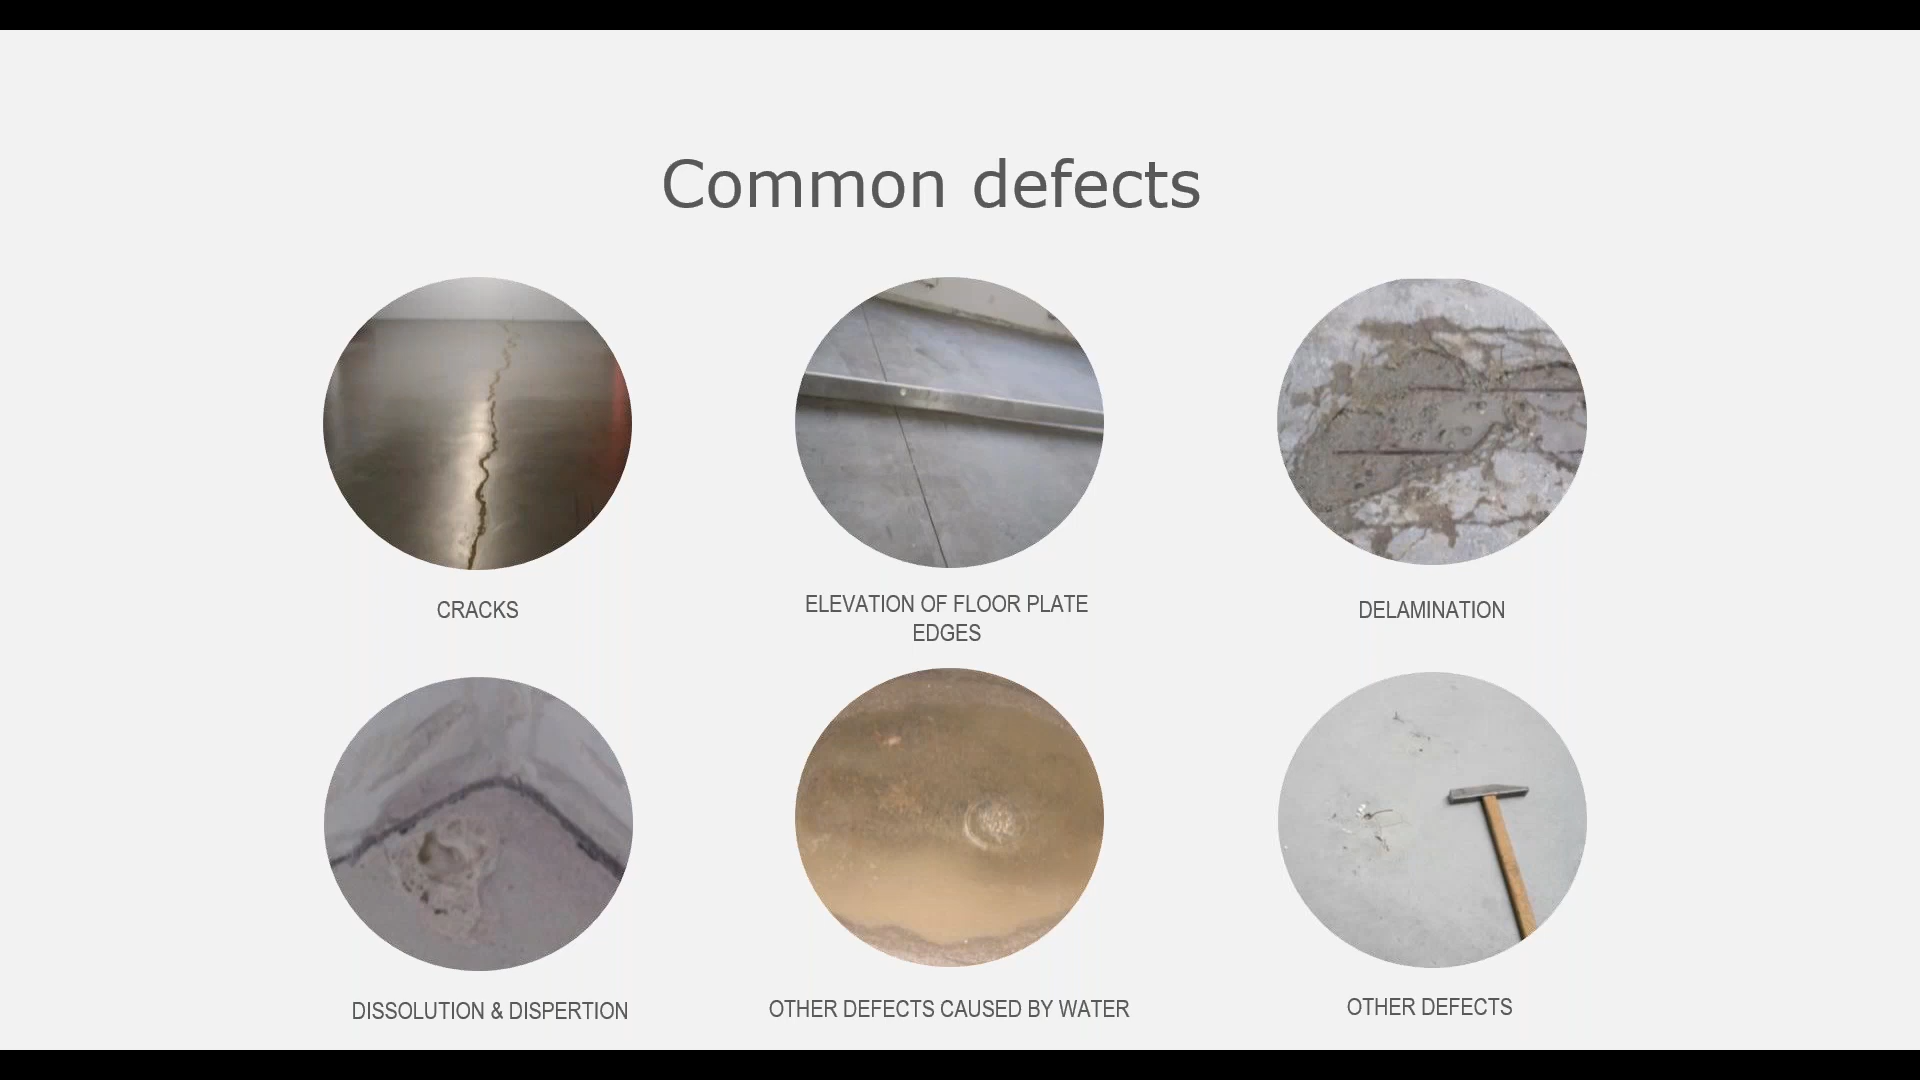 Common defects
CRACKS
ELEVATION OF FLOOR PLATE
EDGES
DELAMINATION
DISSOLUTION & DISPERTION
OTHER DEFECTS CAUSED BY WATER
OTHER DEFECTS